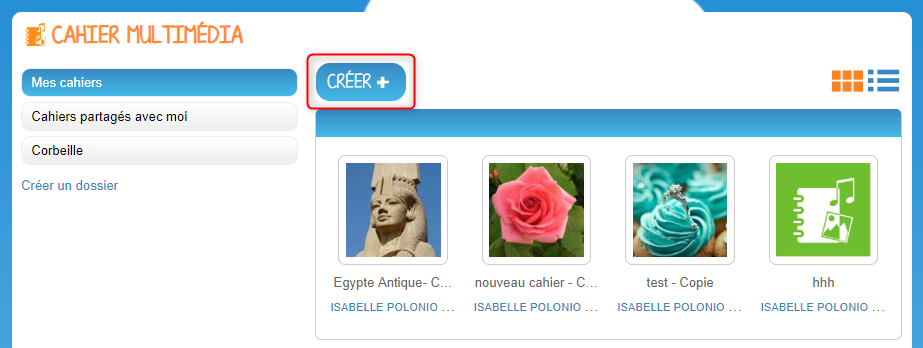 CAHIER MULTIMÉDIA
Mes cahiers
Cahiers partagés avec moi
Corbeille
Créer un dossier
CRÉER +
Egypte Antique- C...
nouveau cahier - C...
test - Copie
hhh
ISABELLE POLONIO ...
ISABELLE POLONIO ...
ISABELLE POLONIO ...
ISABELLE POLONIO ...